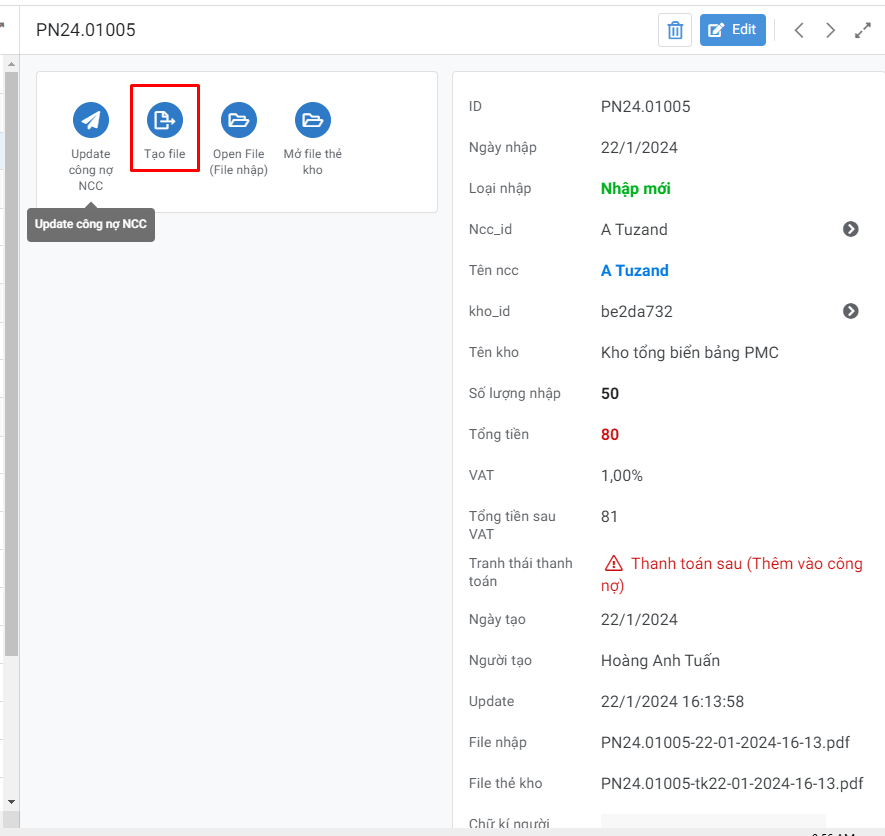 PN24.01005
Edit
Update
công nợ
NCC
Tạo file
Open File
(File nhập)
Mở file thẻ
kho
Update công nợ NCC
ID
PN24.01005
Ngày nhập
22/1/2024
Loại nhập
Nhập mới
Ncc_id
A Tuzand
Tên ncc
A Tuzand
kho_id
be2da732
Tên kho
Kho tổng biển bảng PMC
Số lượng nhập
50
Tổng tiền
80
VAT
1,00%
Tổng tiền sau
VAT
81
Tranh thái thanh
toán
Thanh toán sau (Thêm vào công
nợ)
Ngày tạo
22/1/2024
Người tạo
Hoàng Anh Tuấn
Update
22/1/2024 16:13:58
File nhập
PN24.01005-22-01-2024-16-13.pdf
File thẻ kho
PN24.01005-tk22-01-2024-16-13.pdf
Chữ kí người